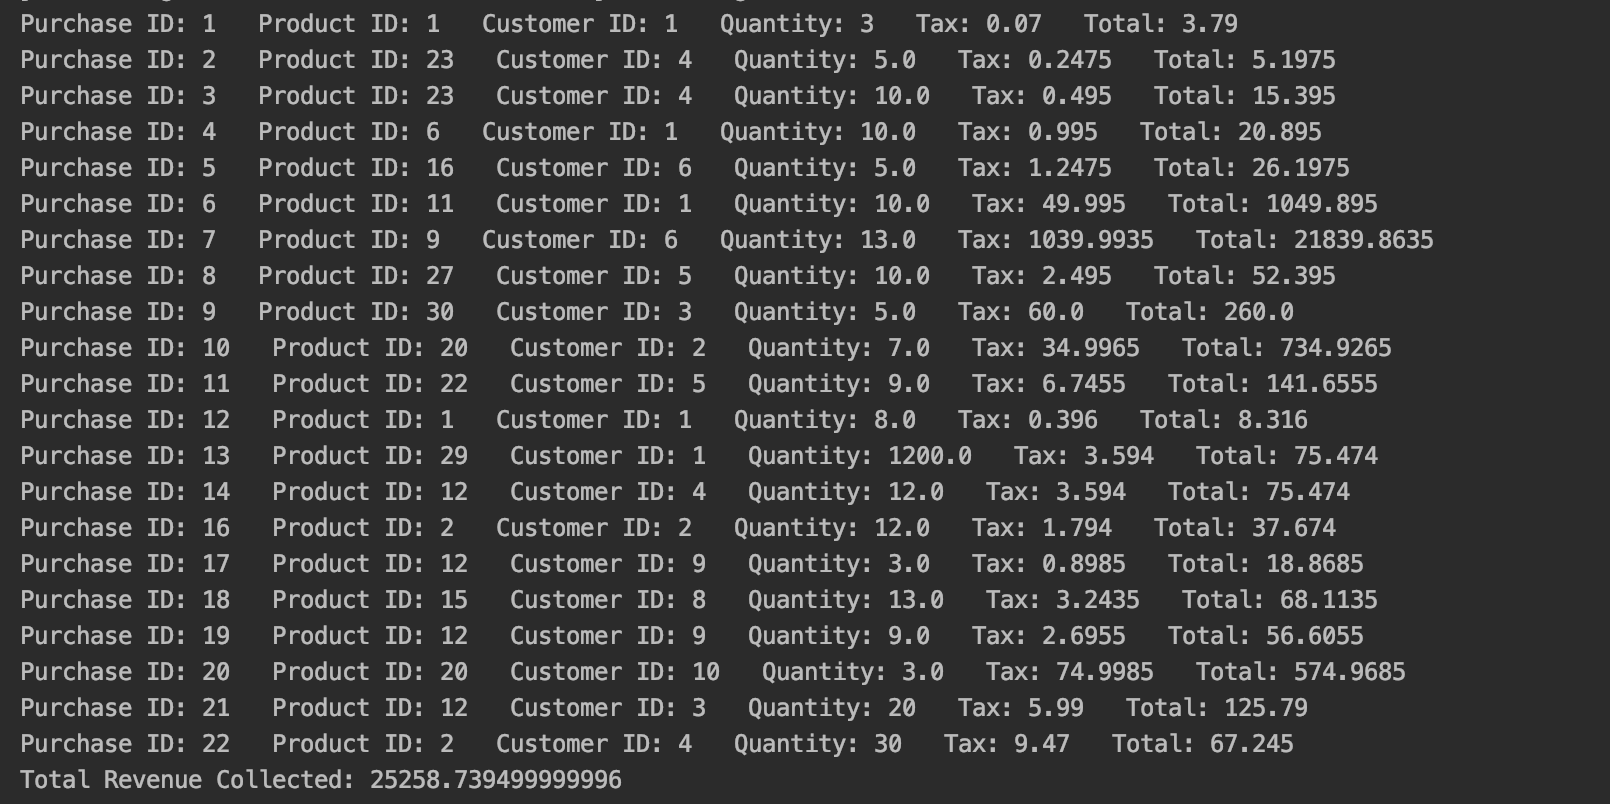 Purchase ID: 1   Product ID: 1   Customer ID: 1   Quantity: 3   Tax: 0.07   Total: 3.79
Purchase ID: 2   Product ID: 23   Customer ID: 4   Quantity: 5.0   Tax: 0.2475   Total: 5.1975
Purchase ID: 3   Product ID: 23   Customer ID: 4   Quantity: 10.0   Tax: 0.495   Total: 15.395
Purchase ID: 4   Product ID: 6   Customer ID: 1   Quantity: 10.0   Tax: 0.995   Total: 20.895
Purchase ID: 5   Product ID: 16   Customer ID: 6   Quantity: 5.0   Tax: 1.2475   Total: 26.1975
Purchase ID: 6   Product ID: 11   Customer ID: 1   Quantity: 10.0   Tax: 49.995   Total: 1049.895
Purchase ID: 7   Product ID: 9   Customer ID: 6   Quantity: 13.0   Tax: 1039.9935   Total: 21839.8635
Purchase ID: 8   Product ID: 27   Customer ID: 5   Quantity: 10.0   Tax: 2.495   Total: 52.395
Purchase ID: 9   Product ID: 30   Customer ID: 3   Quantity: 5.0   Tax: 60.0   Total: 260.0
Purchase ID: 10   Product ID: 20   Customer ID: 2   Quantity: 7.0   Tax: 34.9965   Total: 734.9265
Purchase ID: 11   Product ID: 22   Customer ID: 5   Quantity: 9.0   Tax: 6.7455   Total: 141.6555
Purchase ID: 12   Product ID: 1   Customer ID: 1   Quantity: 8.0   Tax: 0.396   Total: 8.316
Purchase ID: 13   Product ID: 29   Customer ID: 1   Quantity: 1200.0   Tax: 3.594   Total: 75.474
Purchase ID: 14   Product ID: 12   Customer ID: 4   Quantity: 12.0   Tax: 3.594   Total: 75.474
Purchase ID: 16   Product ID: 2   Customer ID: 2   Quantity: 12.0   Tax: 1.794   Total: 37.674
Purchase ID: 17   Product ID: 12   Customer ID: 9   Quantity: 3.0   Tax: 0.8985   Total: 18.8685
Purchase ID: 18   Product ID: 15   Customer ID: 8   Quantity: 13.0   Tax: 3.2435   Total: 68.1135
Purchase ID: 19   Product ID: 12   Customer ID: 9   Quantity: 9.0   Tax: 2.6955   Total: 56.6055
Purchase ID: 20   Product ID: 20   Customer ID: 10   Quantity: 3.0   Tax: 74.9985   Total: 574.9685
Purchase ID: 21   Product ID: 12   Customer ID: 3   Quantity: 20   Tax: 5.99   Total: 125.79
Purchase ID: 22   Product ID: 2   Customer ID: 4   Quantity: 30   Tax: 9.47   Total: 67.245
Total Revenue Collected: 25258.739499999996